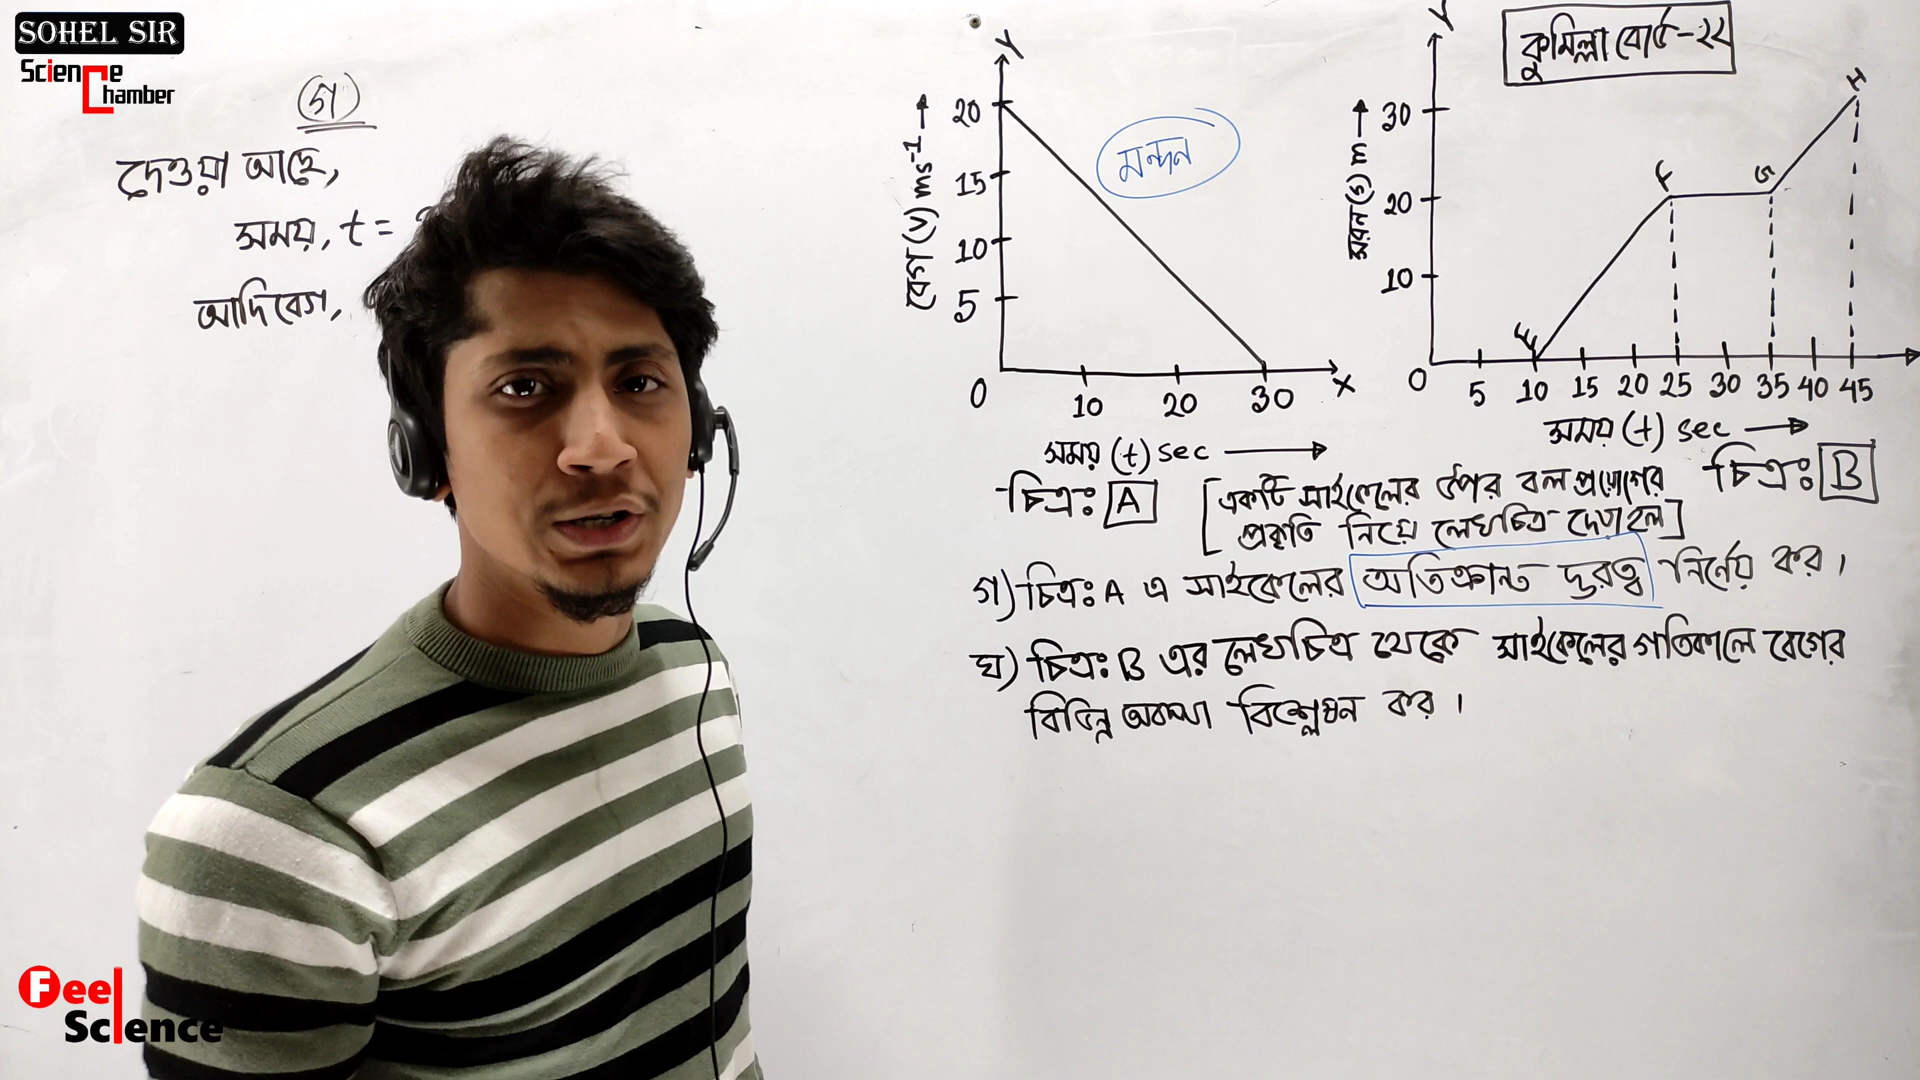 SOHEL SIR
Science
Chamber
(গ)
দেওয়া আছে,
সময়, t =
আদিবেগ,
Y
বেগ (v) ms⁻¹ →
20
15
10
5
0
10 20 30
X
সময় (t) sec →
চিত্রঃ A
মন্দন
কুমিল্লা বোর্ড-২২
Y
সরণ (s) m →
30
20
10
0
E F G H
5 10 15 20 25 30 35 40 45
সময় (t) sec →
চিত্রঃ B
[একটি সাইকেলের উপর বল প্রয়োগের
প্রকৃতি নিয়ে লেখচিত্র দেওয়া হল]
গ) চিত্রঃ A এ সাইকেলের অতিক্রান্ত দূরত্ব নির্ণেয় কর।
ঘ) চিত্রঃ B এর লেখচিত্র থেকে সাইকেলের গতিকালে বেগের
বিভিন্ন অবস্থা বিশ্লেষন কর।
Feel
Science